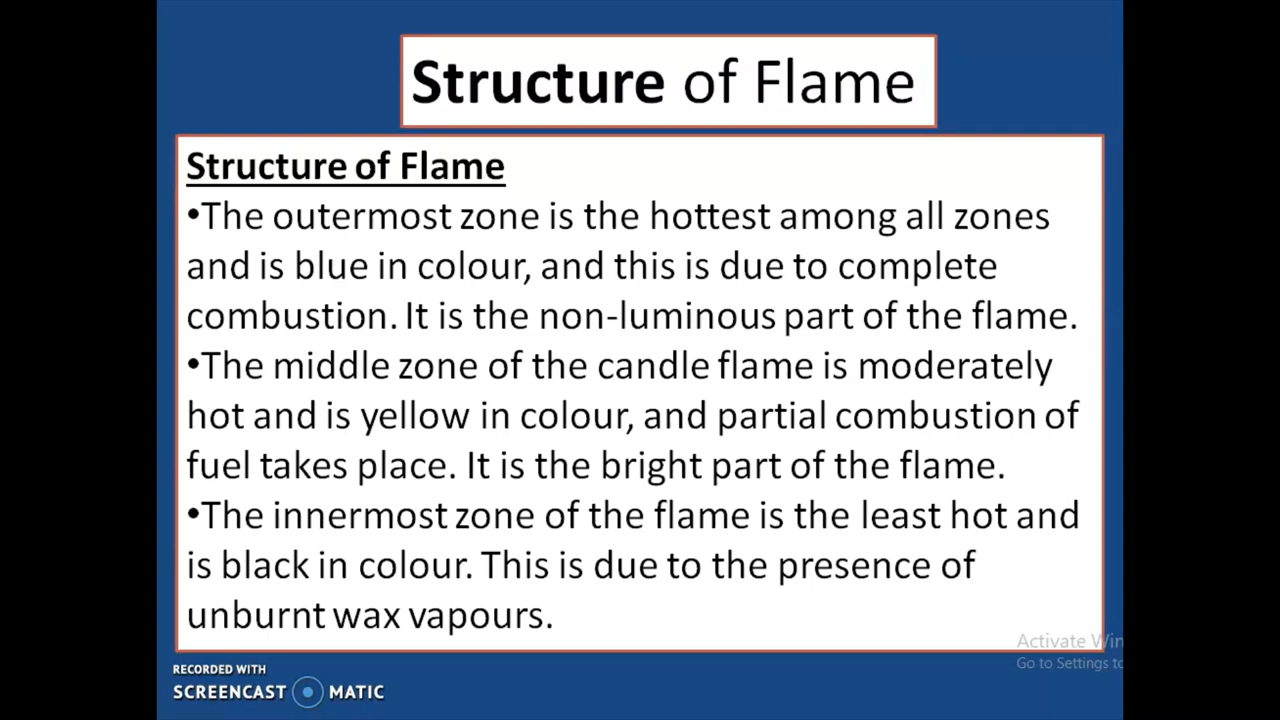 Structure of Flame
Structure of Flame
•The outermost zone is the hottest among all zones
and is blue in colour, and this is due to complete
combustion. It is the non-luminous part of the flame.
•The middle zone of the candle flame is moderately
hot and is yellow in colour, and partial combustion of
fuel takes place. It is the bright part of the flame.
•The innermost zone of the flame is the least hot and
is black in colour. This is due to the presence of
unburnt wax vapours.
Activate Win
Go to Settings to
RECORDED WITH
SCREENCAST MATIC